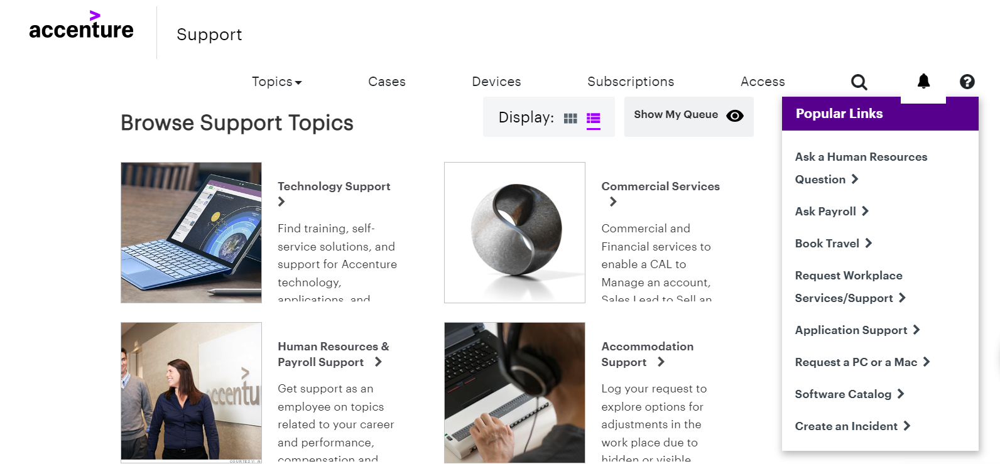 accenture
Support
Topics
Cases
Devices
Subscriptions
Access
Browse Support Topics
Display:
Show My Queue
Technology Support
Find training, self-
service solutions, and
support for Accenture
technology,
applications, and
Commercial Services
Commercial and
Financial services to
enable a CAL to
Manage an account,
Sales Lead to Sell an
Human Resources &
Payroll Support
Get support as an
employee on topics
related to your career
and performance,
compensation and
Accommodation
Support
Log your request to
explore options for
adjustments in the
work place due to
hidden or visible
Popular Links
Ask a Human Resources
Question
Ask Payroll
Book Travel
Request Workplace
Services/Support
Application Support
Request a PC or a Mac
Software Catalog
Create an Incident
accentu